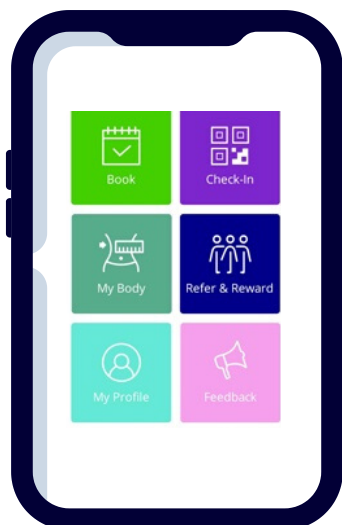 Book
Check-In
My Body
Refer & Reward
My Profile
Feedback